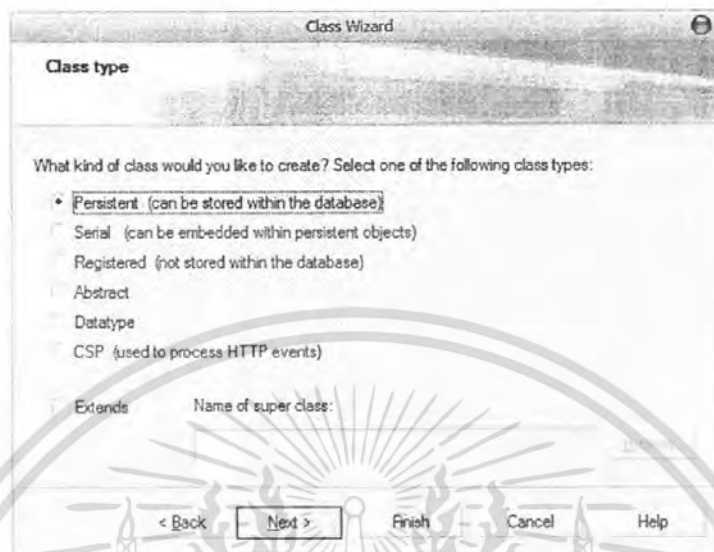 Class Wizard
Class type
What kind of class would you like to create? Select one of the following class types:
Persistent (can be stored within the database)
Serial (can be embedded within persistent objects)
Registered (not stored within the database)
Abstract
Datatype
CSP (used to process HTTP events)
Extends Name of super class:
< Back Next > Finish Cancel Help